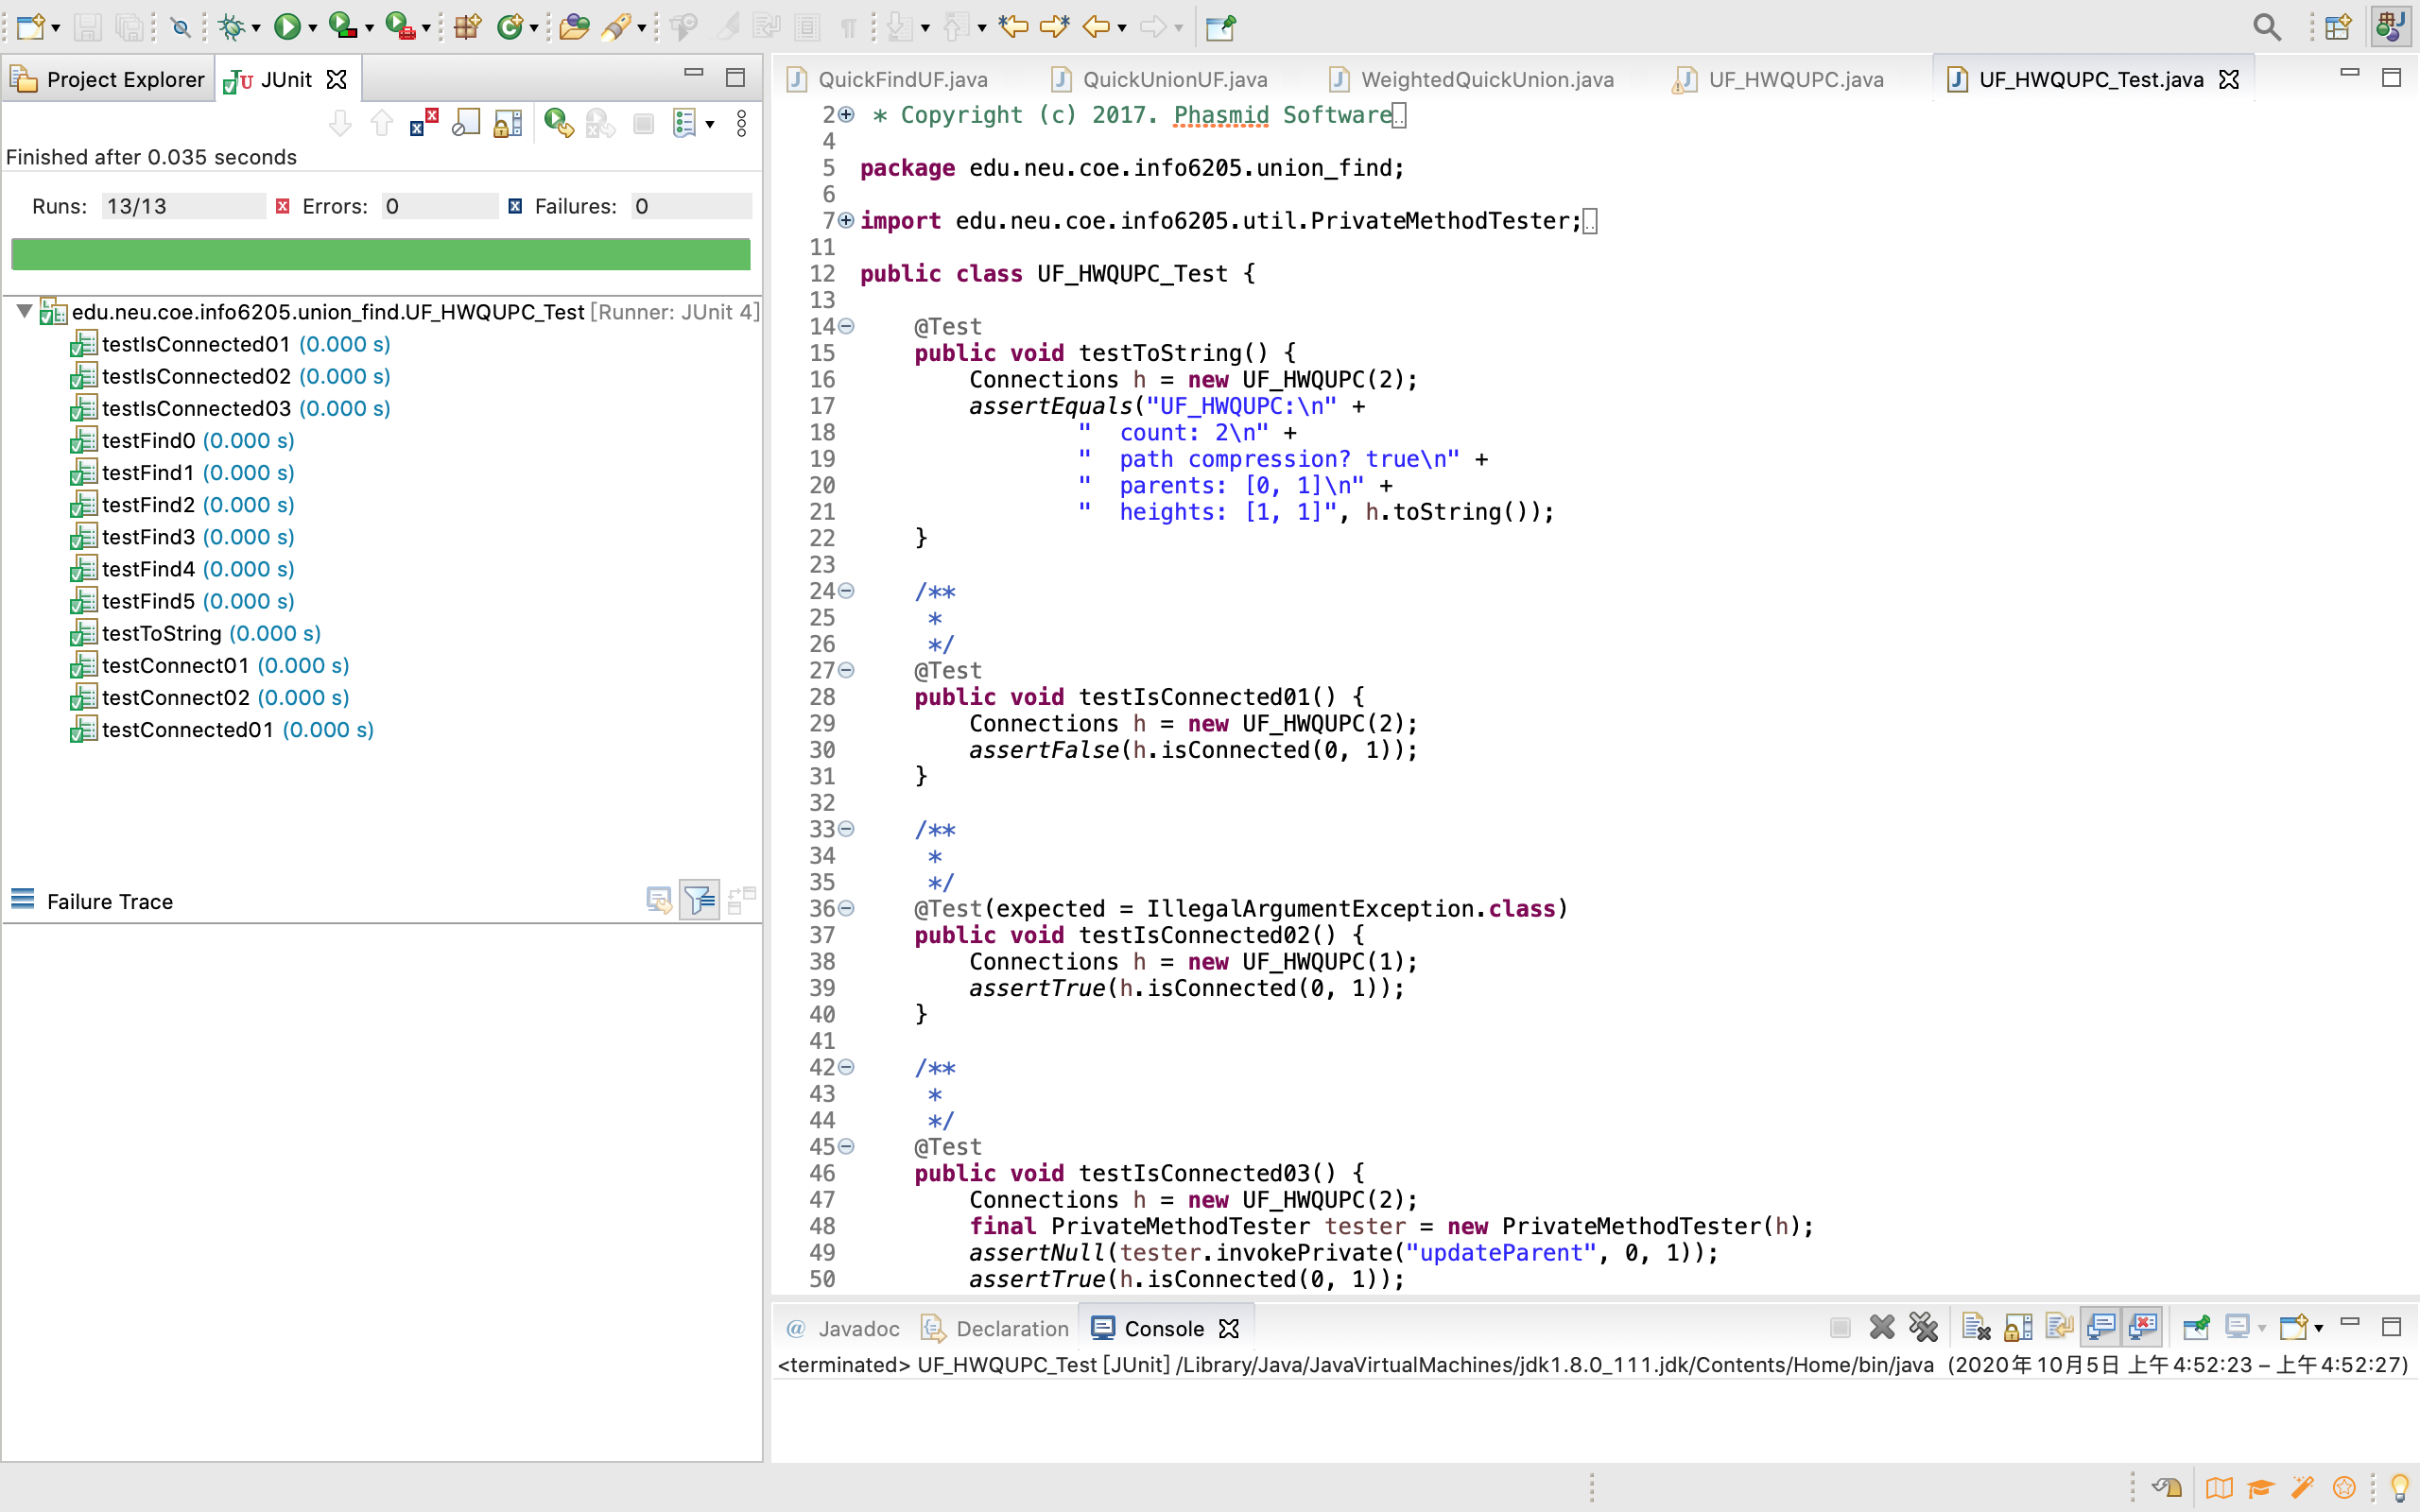 Project Explorer
JUnit
QuickFindUF.java
QuickUnionUF.java
WeightedQuickUnion.java
UF_HWQUPC.java
UF_HWQUPC_Test.java
Finished after 0.035 seconds
Runs: 13/13 Errors: 0 Failures: 0
edu.neu.coe.info6205.union_find.UF_HWQUPC_Test [Runner: JUnit 4]
testIsConnected01 (0.000 s)
testIsConnected02 (0.000 s)
testIsConnected03 (0.000 s)
testFind0 (0.000 s)
testFind1 (0.000 s)
testFind2 (0.000 s)
testFind3 (0.000 s)
testFind4 (0.000 s)
testFind5 (0.000 s)
testToString (0.000 s)
testConnect01 (0.000 s)
testConnect02 (0.000 s)
testConnected01 (0.000 s)
Failure Trace
2 * Copyright (c) 2017. Phasmid Software..
4
5 package edu.neu.coe.info6205.union_find;
6
7 import edu.neu.coe.info6205.util.PrivateMethodTester;..
11
12 public class UF_HWQUPC_Test {
13
14     @Test
15     public void testToString() {
16         Connections h = new UF_HWQUPC(2);
17         assertEquals("UF_HWQUPC:\n" +
18                 "  count: 2\n" +
19                 "  path compression? true\n" +
20                 "  parents: [0, 1]\n" +
21                 "  heights: [1, 1]", h.toString());
22     }
23
24     /**
25      *
26      */
27     @Test
28     public void testIsConnected01() {
29         Connections h = new UF_HWQUPC(2);
30         assertFalse(h.isConnected(0, 1));
31     }
32
33     /**
34      *
35      */
36     @Test(expected = IllegalArgumentException.class)
37     public void testIsConnected02() {
38         Connections h = new UF_HWQUPC(1);
39         assertTrue(h.isConnected(0, 1));
40     }
41
42     /**
43      *
44      */
45     @Test
46     public void testIsConnected03() {
47         Connections h = new UF_HWQUPC(2);
48         final PrivateMethodTester tester = new PrivateMethodTester(h);
49         assertNull(tester.invokePrivate("updateParent", 0, 1));
50         assertTrue(h.isConnected(0, 1));
@ Javadoc Declaration Console
<terminated> UF_HWQUPC_Test [JUnit] /Library/Java/JavaVirtualMachines/jdk1.8.0_111.jdk/Contents/Home/bin/java (2020年10月5日 上午4:52:23 – 上午4:52:27)